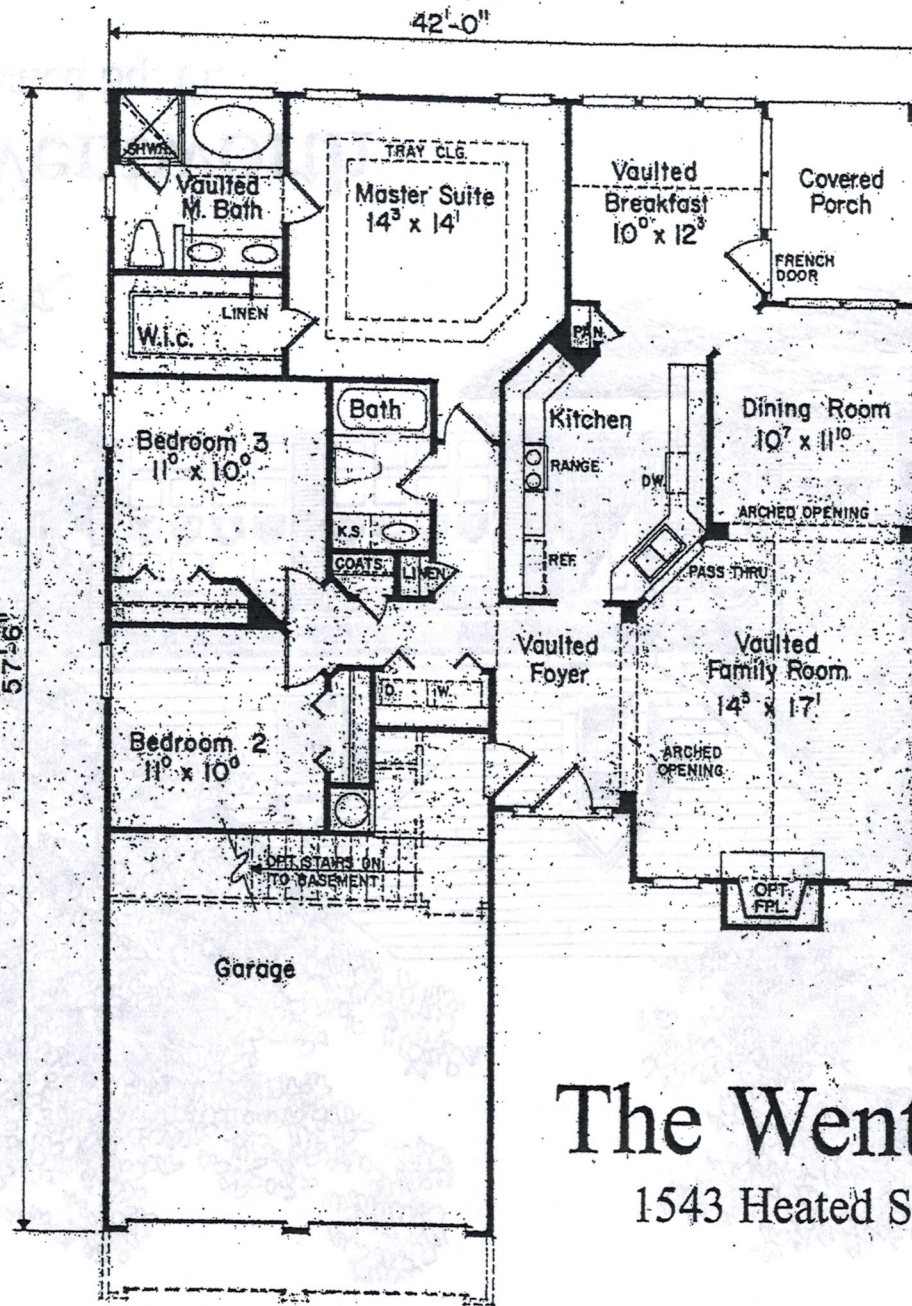 42'-0"
57'-6"
SHWR.
Vaulted
M. Bath
TRAY CLG.
Master Suite
14³ x 14¹
Vaulted
Breakfast
10⁰ x 12³
Covered
Porch
FRENCH
DOOR
LINEN
W.i.c.
PAN.
Bath
Kitchen
RANGE
DW.
Dining Room
10⁷ x 11¹⁰
Bedroom 3
11⁰ x 10⁰
ARCHED OPENING
K.S.
COATS
LINEN
REF.
PASS THRU
Vaulted
Foyer
Vaulted
Family Room
14⁵ x 17¹
D.
W.
Bedroom 2
11⁰ x 10⁰
ARCHED
OPENING
OPT. STAIRS DN
TO BASEMENT
OPT.
FPL.
Garage
The Went
1543 Heated S